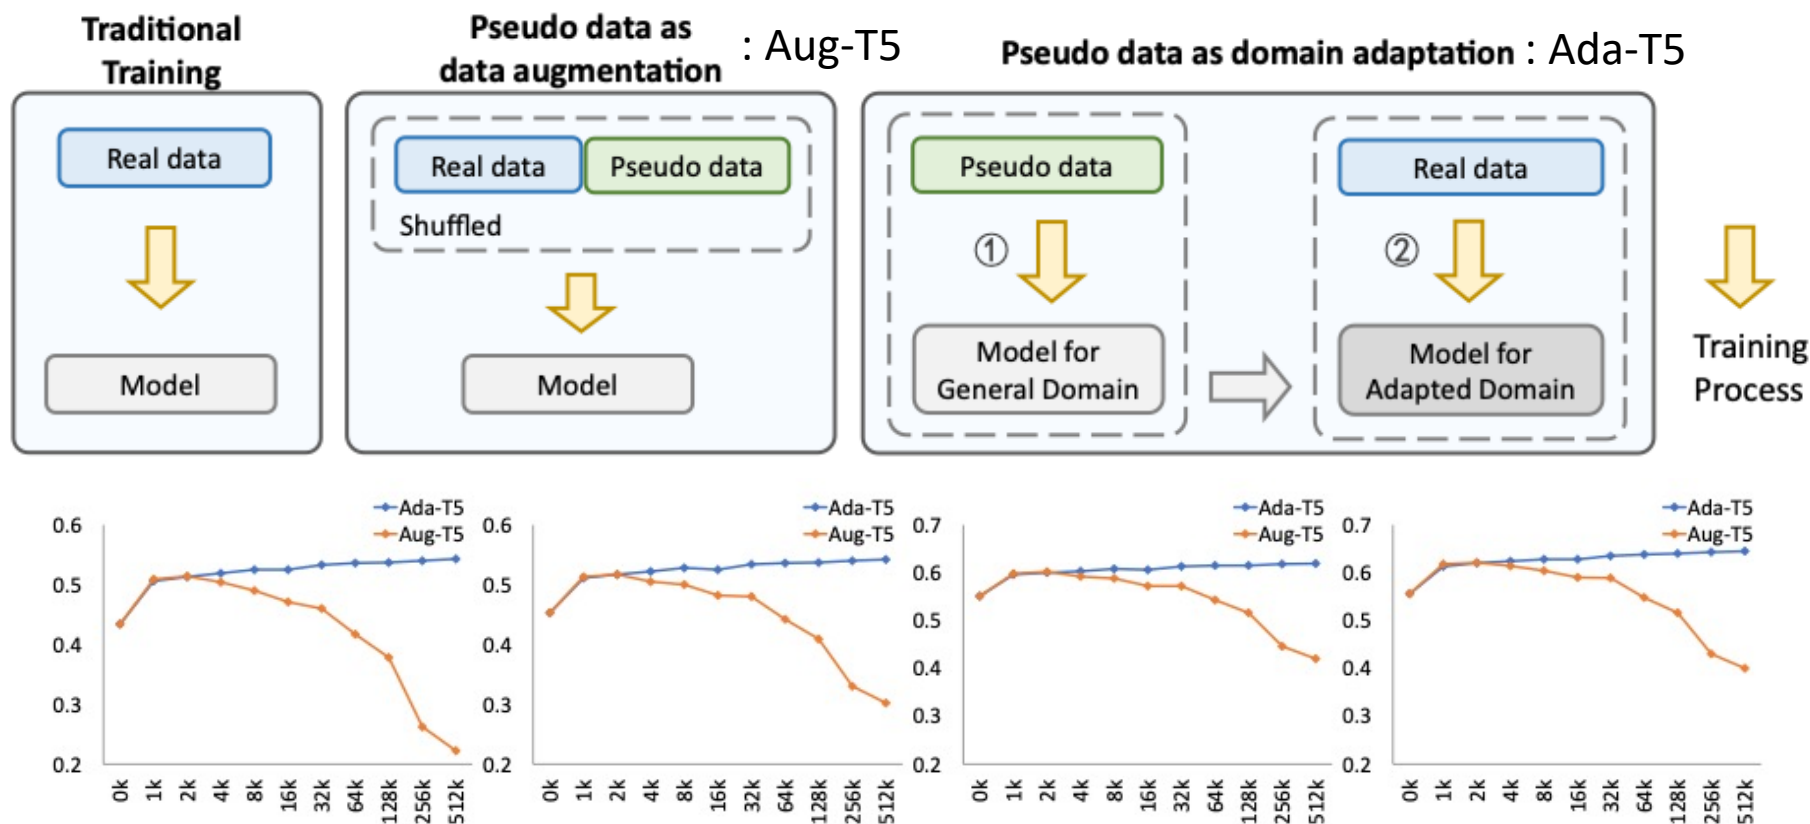 Traditional
Training
Pseudo data as
data augmentation
: Aug-T5
Pseudo data as domain adaptation : Ada-T5
Real data
Model
Real data
Pseudo data
Shuffled
Model
Pseudo data
①
Model for
General Domain
Real data
②
Model for
Adapted Domain
Training
Process
Ada-T5
Aug-T5
0.6
0.5
0.4
0.3
0.2
0k 1k 2k 4k 8k 16k 32k 64k 128k 256k 512k
Ada-T5
Aug-T5
0.6
0.5
0.4
0.3
0.2
0k 1k 2k 4k 8k 16k 32k 64k 128k 256k 512k
Ada-T5
Aug-T5
0.7
0.6
0.5
0.4
0.3
0.2
0k 1k 2k 4k 8k 16k 32k 64k 128k 256k 512k
Ada-T5
Aug-T5
0.7
0.6
0.5
0.4
0.3
0.2
0k 1k 2k 4k 8k 16k 32k 64k 128k 256k 512k